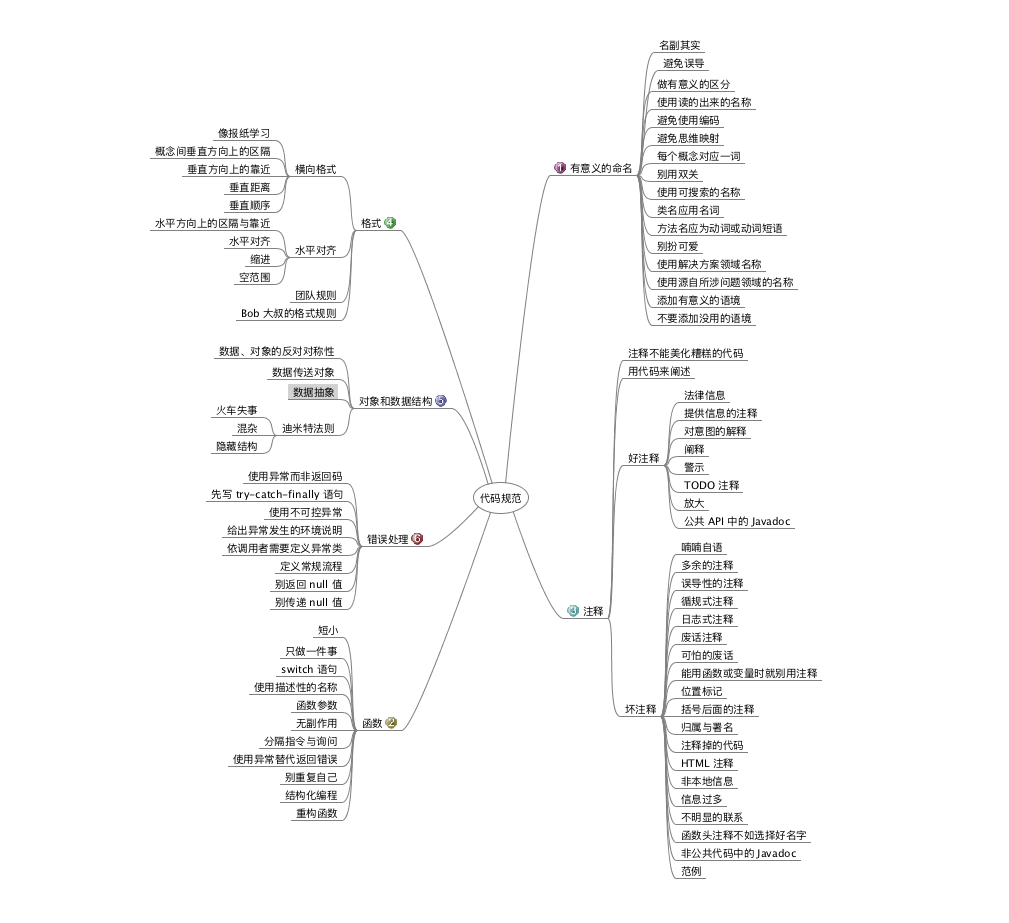 代码规范
有意义的命名
名副其实
避免误导
做有意义的区分
使用读的出来的名称
避免使用编码
避免思维映射
每个概念对应一词
别用双关
使用可搜索的名称
类名应用名词
方法名应为动词或动词短语
别扮可爱
使用解决方案领域名称
使用源自所涉问题领域的名称
添加有意义的语境
不要添加没用的语境
注释
注释不能美化糟糕的代码
用代码来阐述
好注释
法律信息
提供信息的注释
对意图的解释
阐释
警示
TODO 注释
放大
公共 API 中的 Javadoc
坏注释
喃喃自语
多余的注释
误导性的注释
循规式注释
日志式注释
废话注释
可怕的废话
能用函数或变量时就别用注释
位置标记
括号后面的注释
归属与署名
注释掉的代码
HTML 注释
非本地信息
信息过多
不明显的联系
函数头注释不如选择好名字
非公共代码中的 Javadoc
范例
格式 4
横向格式
像报纸学习
概念间垂直方向上的区隔
垂直方向上的靠近
垂直距离
垂直顺序
水平对齐
水平方向上的区隔与靠近
水平对齐
缩进
空范围
团队规则
Bob 大叔的格式规则
对象和数据结构 5
数据、对象的反对对称性
数据传送对象
数据抽象
迪米特法则
火车失事
混杂
隐藏结构
错误处理 6
使用异常而非返回码
先写 try-catch-finally 语句
使用不可控异常
给出异常发生的环境说明
依调用者需要定义异常类
定义常规流程
别返回 null 值
别传递 null 值
函数 2
短小
只做一件事
switch 语句
使用描述性的名称
函数参数
无副作用
分隔指令与询问
使用异常替代返回错误
别重复自己
结构化编程
重构函数